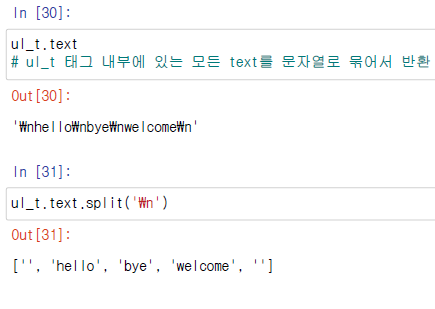 In [30]:
ul_t.text
# ul_t 태그 내부에 있는 모든 text를 문자열로 묶어서 반환
Out[30]:
'₩nhello₩nbye₩nwelcome₩n'
In [31]:
ul_t.text.split('₩n')
Out[31]:
['', 'hello', 'bye', 'welcome', '']